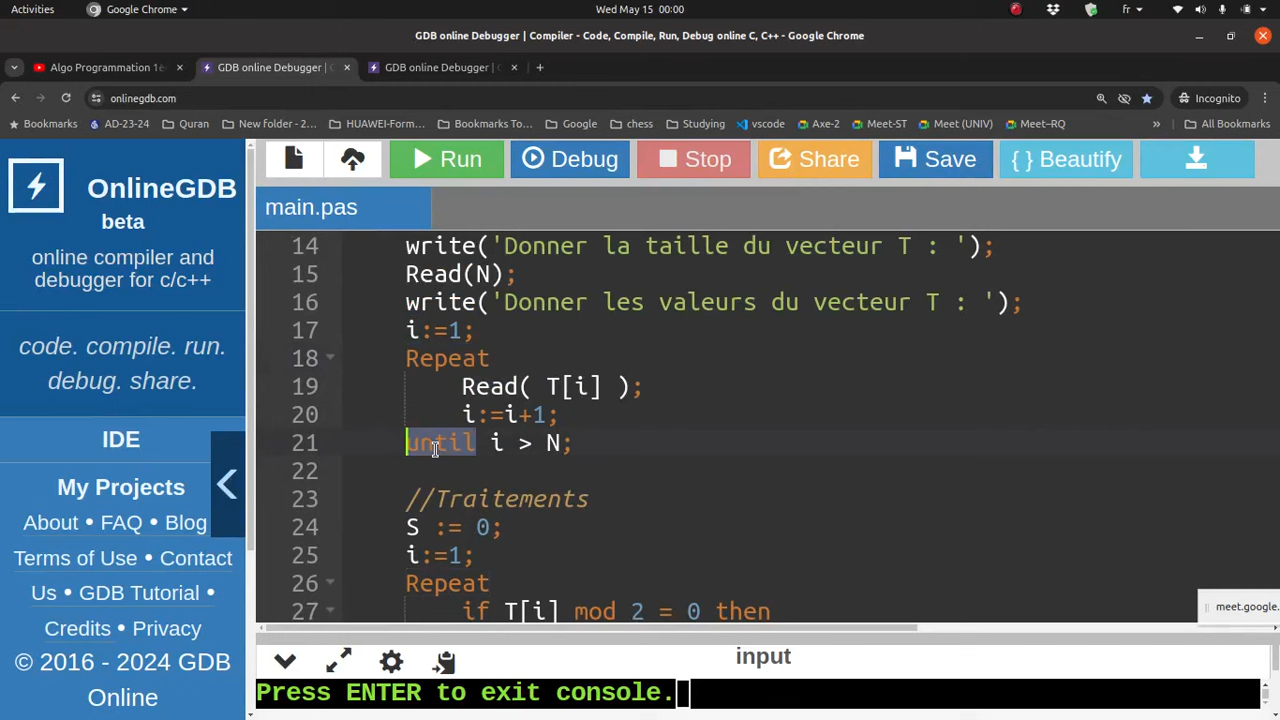 Activities Google Chrome Wed May 15 00:00 fr
GDB online Debugger | Compiler - Code, Compile, Run, Debug online C, C++ - Google Chrome
Algo Programmation 1è GDB online Debugger | GDB online Debugger |
onlinegdb.com Incognito
Bookmarks AD-23-24 Quran New folder - 2… HUAWEI-Form… Bookmarks To… Google chess Studying vscode Axe-2 Meet-ST Meet (UNIV) Meet–RQ » All Bookmarks
OnlineGDB
beta
online compiler and
debugger for c/c++
code. compile. run.
debug. share.
IDE
My Projects
About • FAQ • Blog •
Terms of Use • Contact
Us • GDB Tutorial •
Credits • Privacy
© 2016 - 2024 GDB
Online
Run Debug Stop Share Save { } Beautify
main.pas
14 write('Donner la taille du vecteur T : ');
15 Read(N);
16 write('Donner les valeurs du vecteur T : ');
17 i:=1;
18 Repeat
19 Read( T[i] );
20 i:=i+1;
21 until i > N;
22
23 //Traitements
24 S := 0;
25 i:=1;
26 Repeat
27 if T[i] mod 2 = 0 then
meet.google.
input
Press ENTER to exit console.